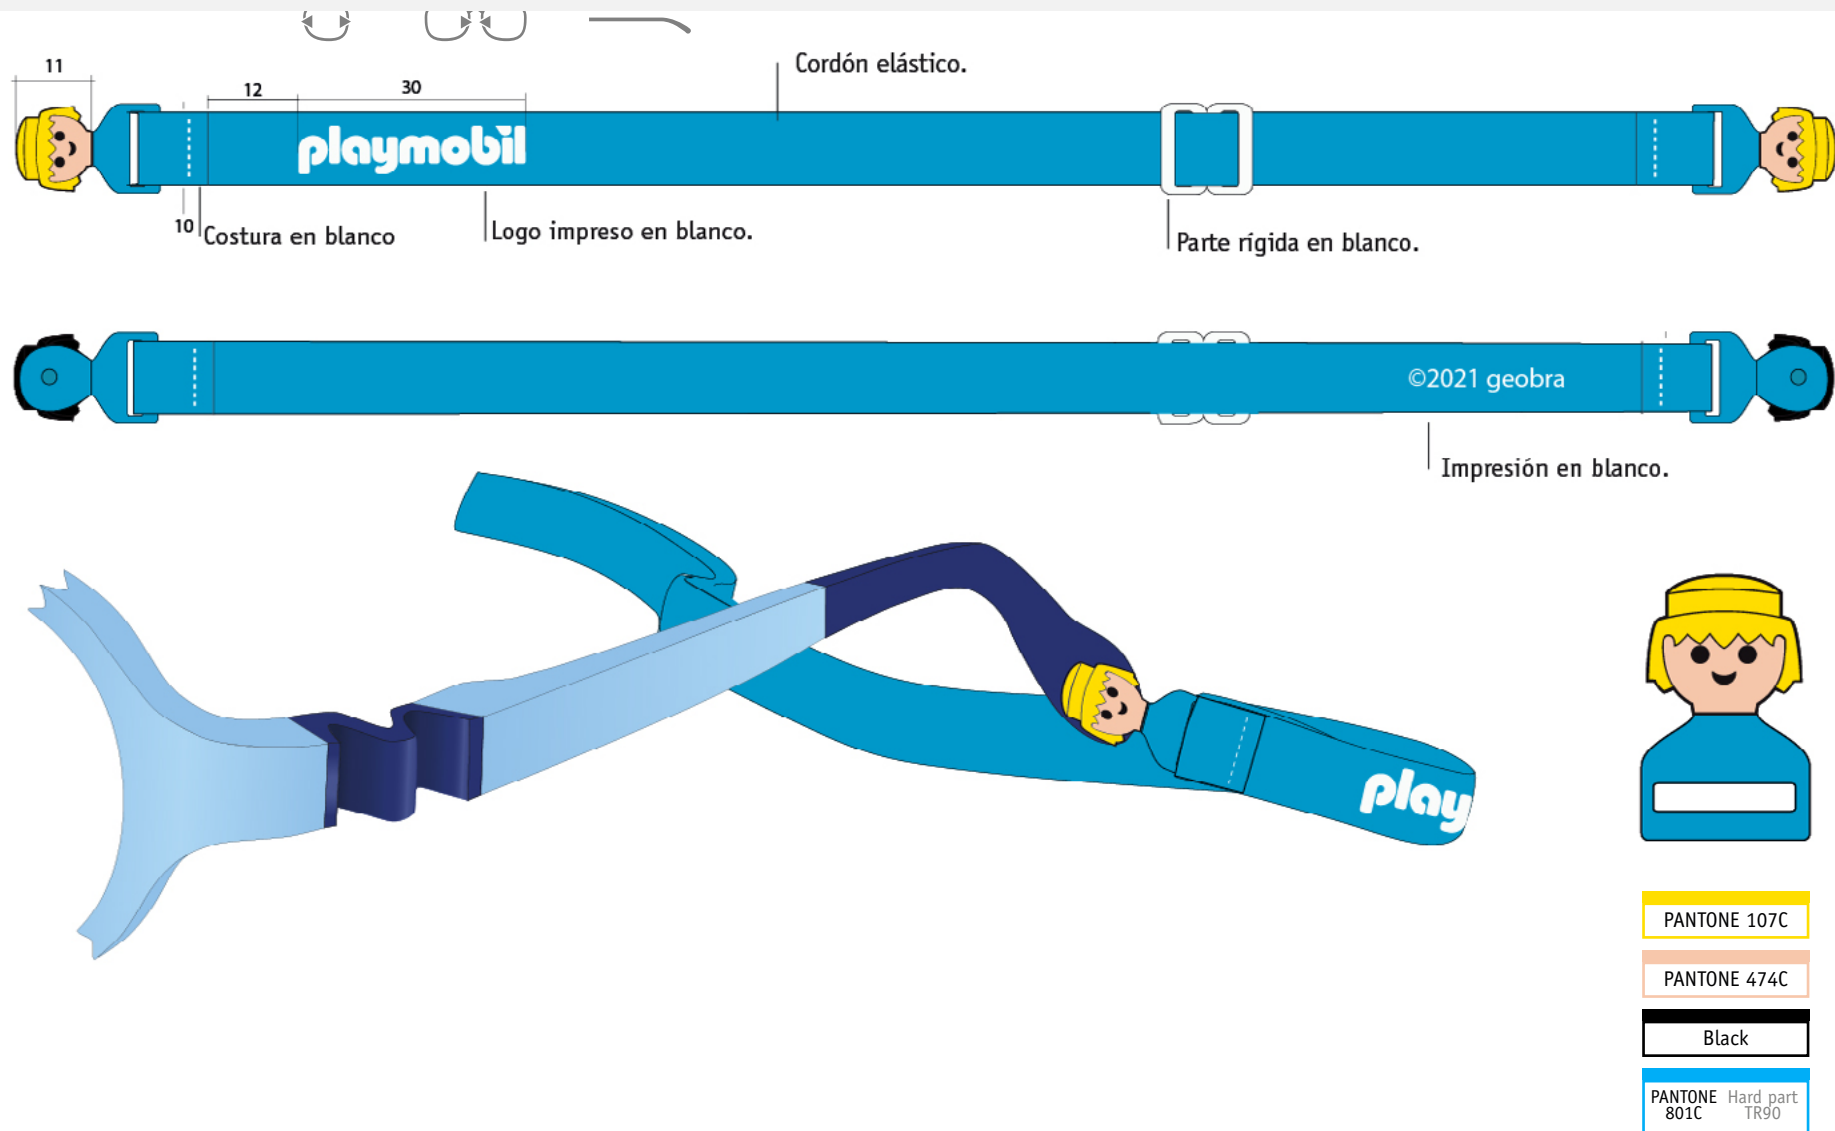 11
12
30
Cordón elástico.
playmobil
10
Costura en blanco
Logo impreso en blanco.
Parte rígida en blanco.
©2021 geobra
Impresión en blanco.
play
PANTONE 107C
PANTONE 474C
Black
PANTONE 801C
Hard part TR90